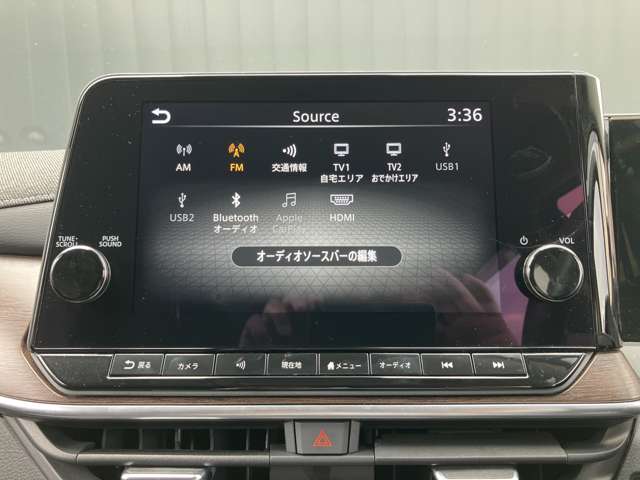 Source
3:36
AM
FM
交通情報
TV1
自宅エリア
TV2
おでかけエリア
USB1
USB2
Bluetooth
オーディオ
Apple
CarPlay
HDMI
オーディオソースバーの編集
TUNE·
SCROLL
PUSH
SOUND
VOL
戻る
カメラ
現在地
メニュー
オーディオ